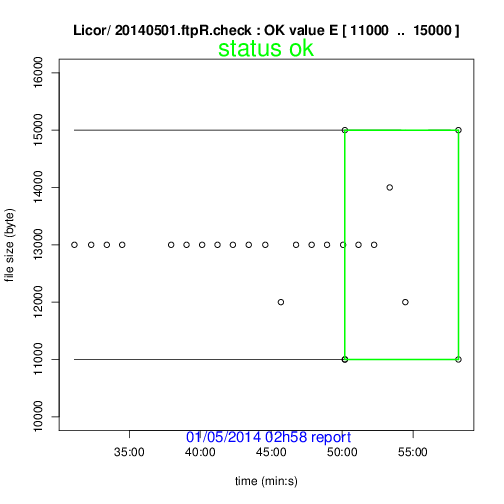 Licor/ 20140501.ftpR.check : OK value E [ 11000 .. 15000 ]
status ok
16000
15000
14000
13000
12000
11000
10000
file size (byte)
01/05/2014 02h58 report
35:00 40:00 45:00 50:00 55:00
time (min:s)